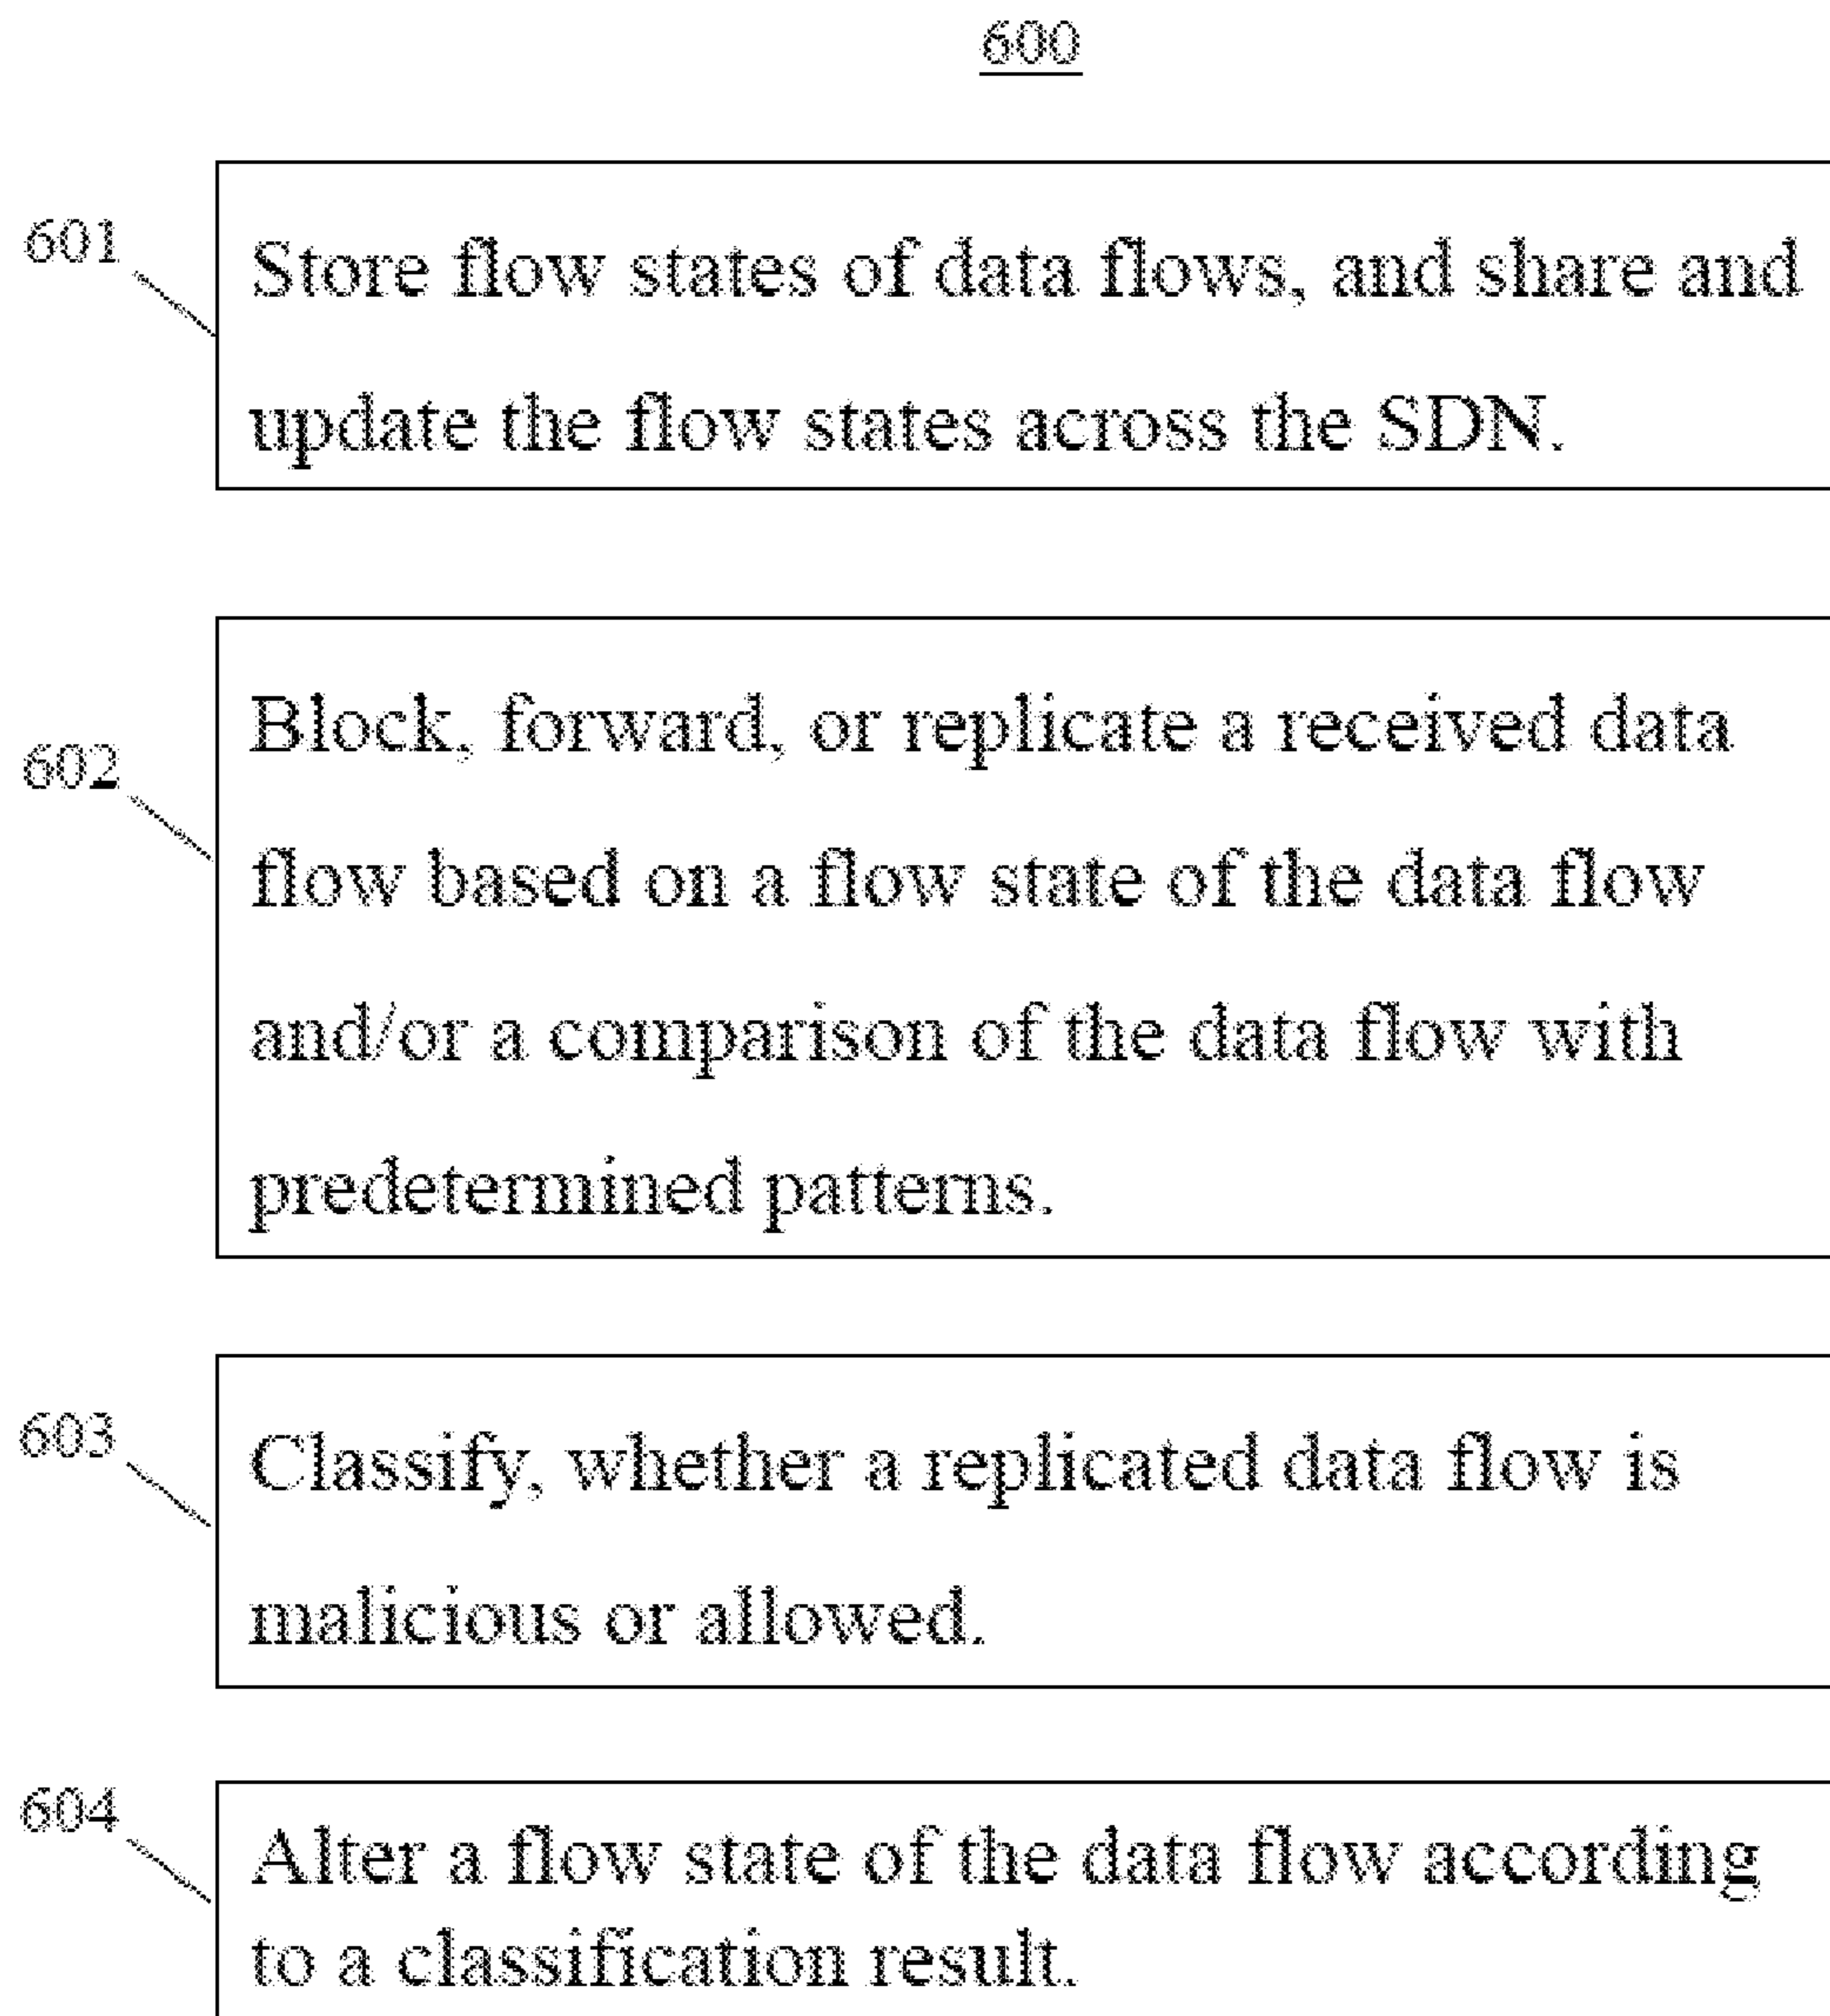 600
601
Store flow states of data flows, and share and
update the flow states across the SDN.
602
Block, forward, or replicate a received data
flow based on a flow state of the data flow
and/or a comparison of the data flow with
predetermined patterns.
603
Classify, whether a replicated data flow is
malicious or allowed.
604
Alter a flow state of the data flow according
to a classification result.